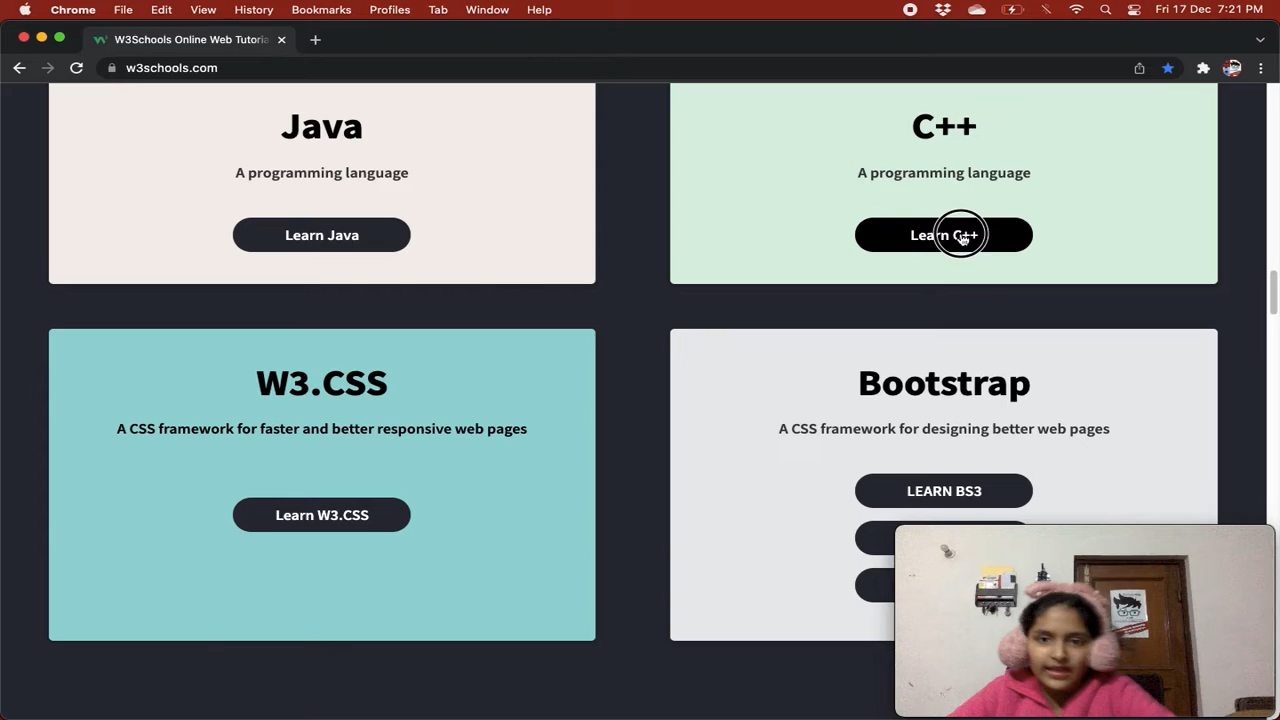 Chrome File Edit View History Bookmarks Profiles Tab Window Help Fri 17 Dec 7:21 PM
W3Schools Online Web Tutoria
w3schools.com
Java
A programming language
Learn Java
C++
A programming language
Learn C++
W3.CSS
A CSS framework for faster and better responsive web pages
Learn W3.CSS
Bootstrap
A CSS framework for designing better web pages
LEARN BS3